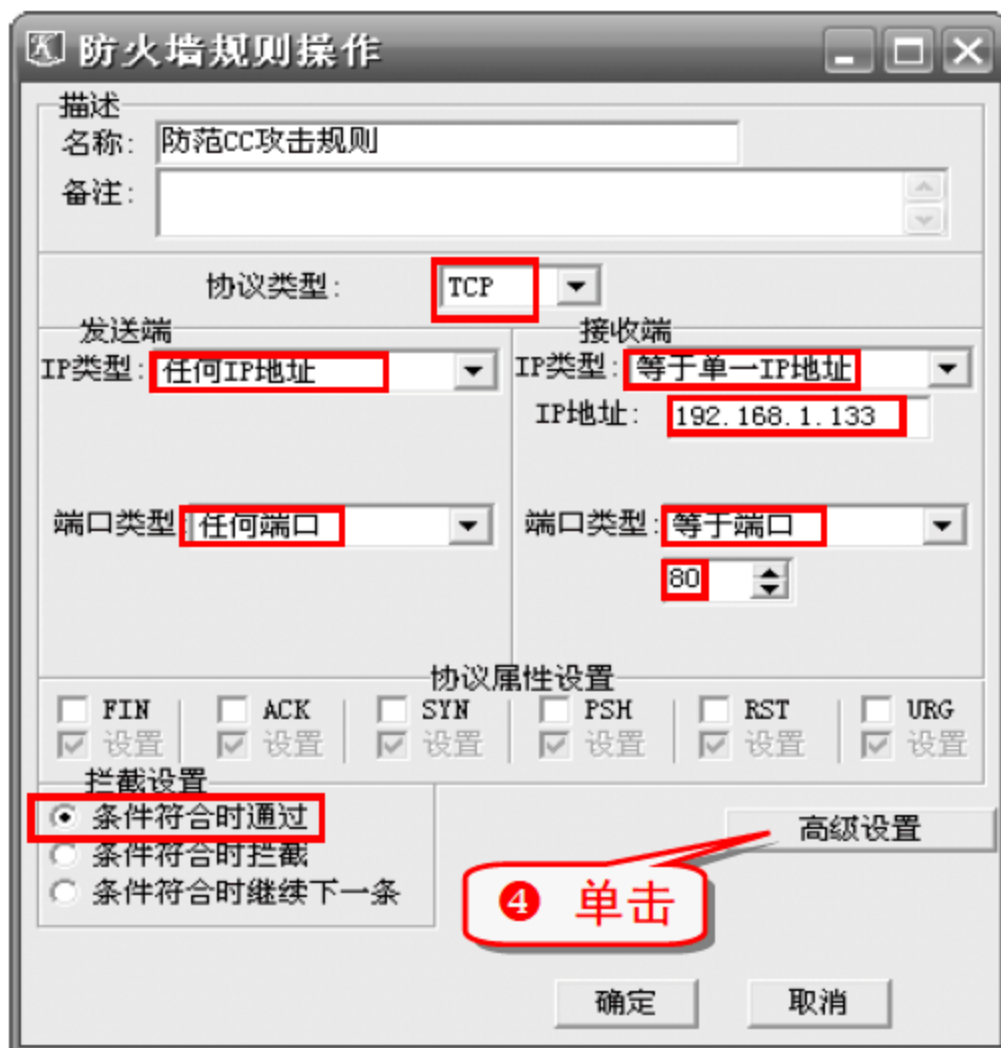 防火墙规则操作
描述
名称: 防范CC攻击规则
备注:
协议类型: TCP
发送端 接收端
IP类型: 任何IP地址 IP类型: 等于单一IP地址
IP地址: 192.168.1.133
端口类型: 任何端口 端口类型: 等于端口
80
协议属性设置
FIN ACK SYN PSH RST URG
设置 设置 设置 设置 设置 设置
拦截设置
条件符合时通过 高级设置
条件符合时拦截
条件符合时继续下一条
4 单击
确定 取消